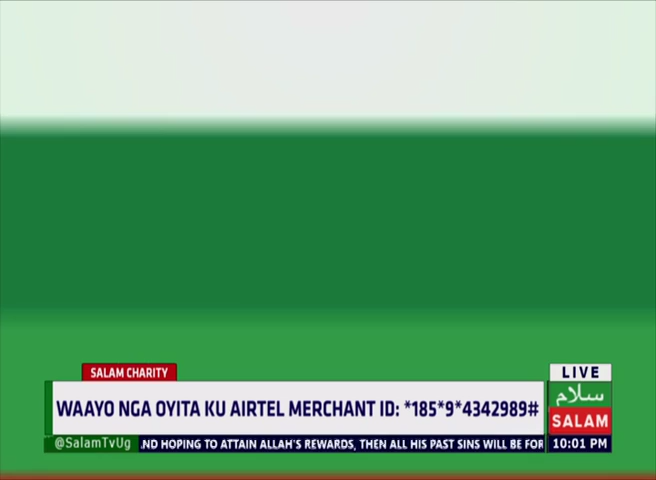 SALAM CHARITY
LIVE
WAAYO NGA OYITA KU AIRTEL MERCHANT ID: *185*9*4342989#
سلام
SALAM
@SalamTvUg
ND HOPING TO ATTAIN ALLAH'S REWARDS, THEN ALL HIS PAST SINS WILL BE FOR
10:01 PM